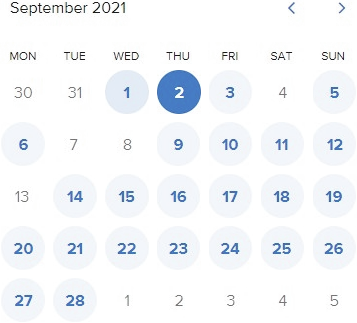 September 2021
MON TUE WED THU FRI SAT SUN
30 31 1 2 3 4 5
6 7 8 9 10 11 12
13 14 15 16 17 18 19
20 21 22 23 24 25 26
27 28 1 2 3 4 5